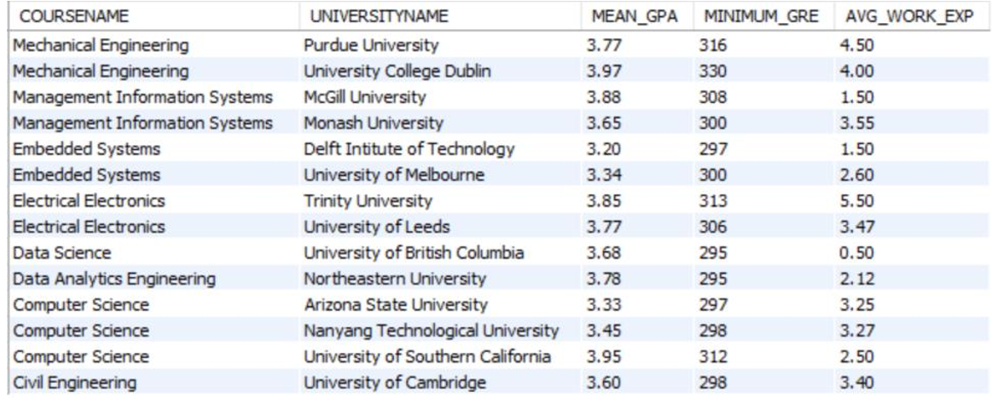 COURSENAME UNIVERSITYNAME MEAN_GPA MINIMUM_GRE AVG_WORK_EXP
Mechanical Engineering Purdue University 3.77 316 4.50
Mechanical Engineering University College Dublin 3.97 330 4.00
Management Information Systems McGill University 3.88 308 1.50
Management Information Systems Monash University 3.65 300 3.55
Embedded Systems Delft Intitute of Technology 3.20 297 1.50
Embedded Systems University of Melbourne 3.34 300 2.60
Electrical Electronics Trinity University 3.85 313 5.50
Electrical Electronics University of Leeds 3.77 306 3.47
Data Science University of British Columbia 3.68 295 0.50
Data Analytics Engineering Northeastern University 3.78 295 2.12
Computer Science Arizona State University 3.33 297 3.25
Computer Science Nanyang Technological University 3.45 298 3.27
Computer Science University of Southern California 3.95 312 2.50
Civil Engineering University of Cambridge 3.60 298 3.40